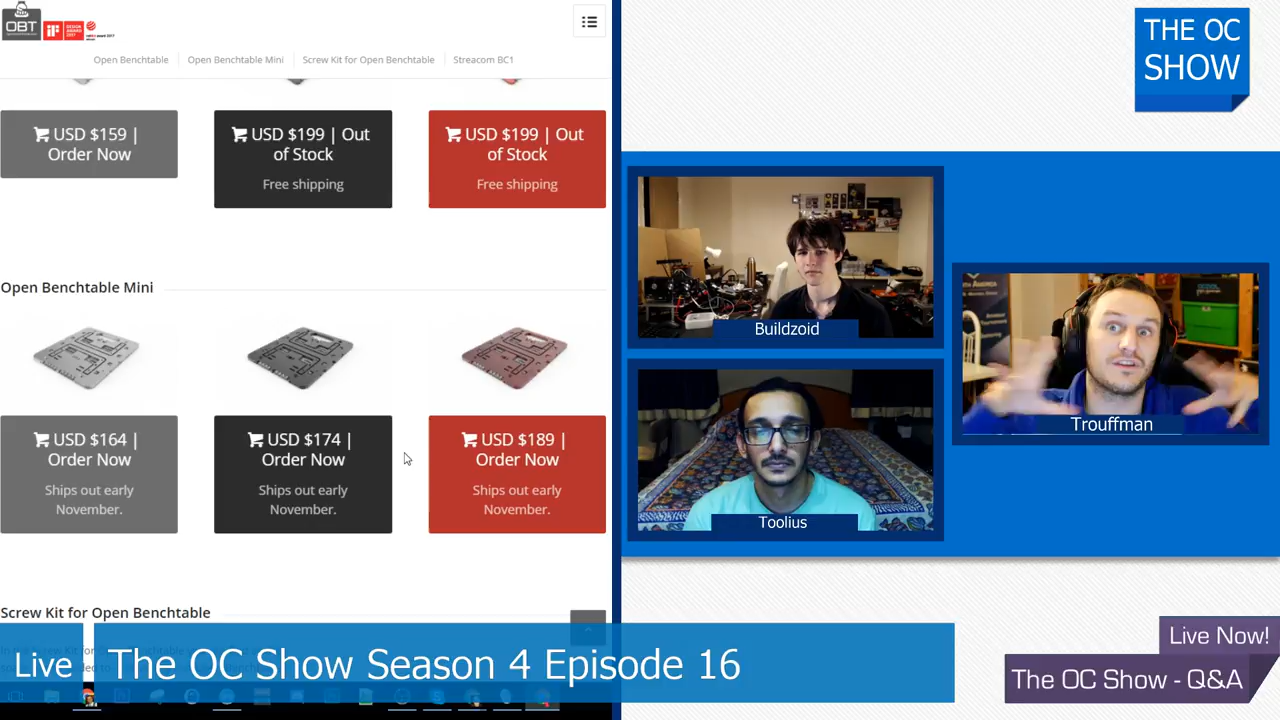 OBT
Open Benchtable
Open Benchtable Mini
Screw Kit for Open Benchtable
Streacom BC1
USD $159 |
Order Now
USD $199 | Out
of Stock
Free shipping
USD $199 | Out
of Stock
Free shipping
Open Benchtable Mini
USD $164 |
Order Now
Ships out early
November.
USD $174 |
Order Now
Ships out early
November.
USD $189 |
Order Now
Ships out early
November.
Screw Kit for Open Benchtable
Live
The OC Show Season 4 Episode 16
THE OC
SHOW
Buildzoid
Toolius
Trouffman
Live Now!
The OC Show - Q&A